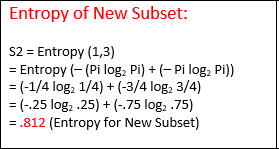 Entropy of New Subset:
S2 = Entropy (1,3)
= Entropy (– (Pi log₂ Pi) + (– Pi log₂ Pi))
= (-1/4 log₂ 1/4) + (-3/4 log₂ 3/4)
= (-.25 log₂ .25) + (-.75 log₂ .75)
= .812 (Entropy for New Subset)